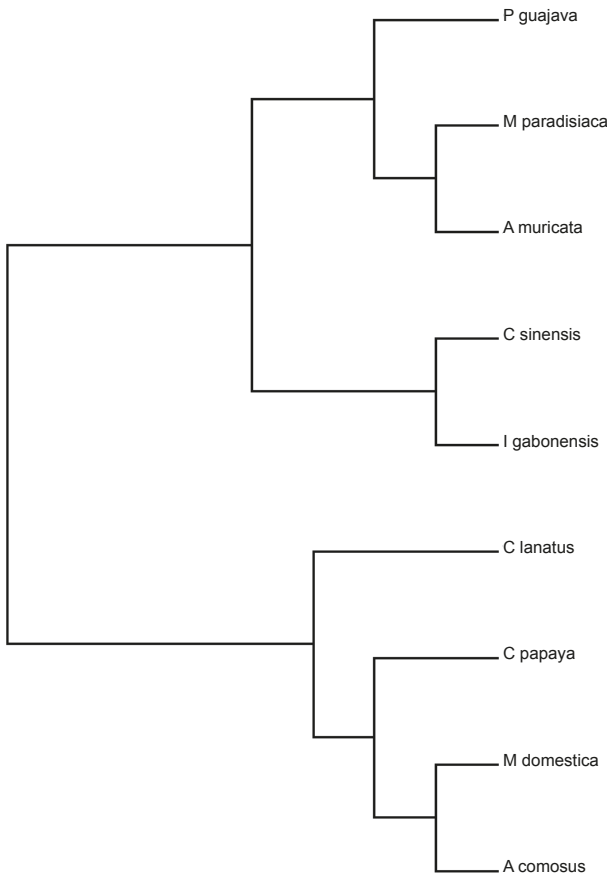 P guajava
M paradisiaca
A muricata
C sinensis
I gabonensis
C lanatus
C papaya
M domestica
A comosus